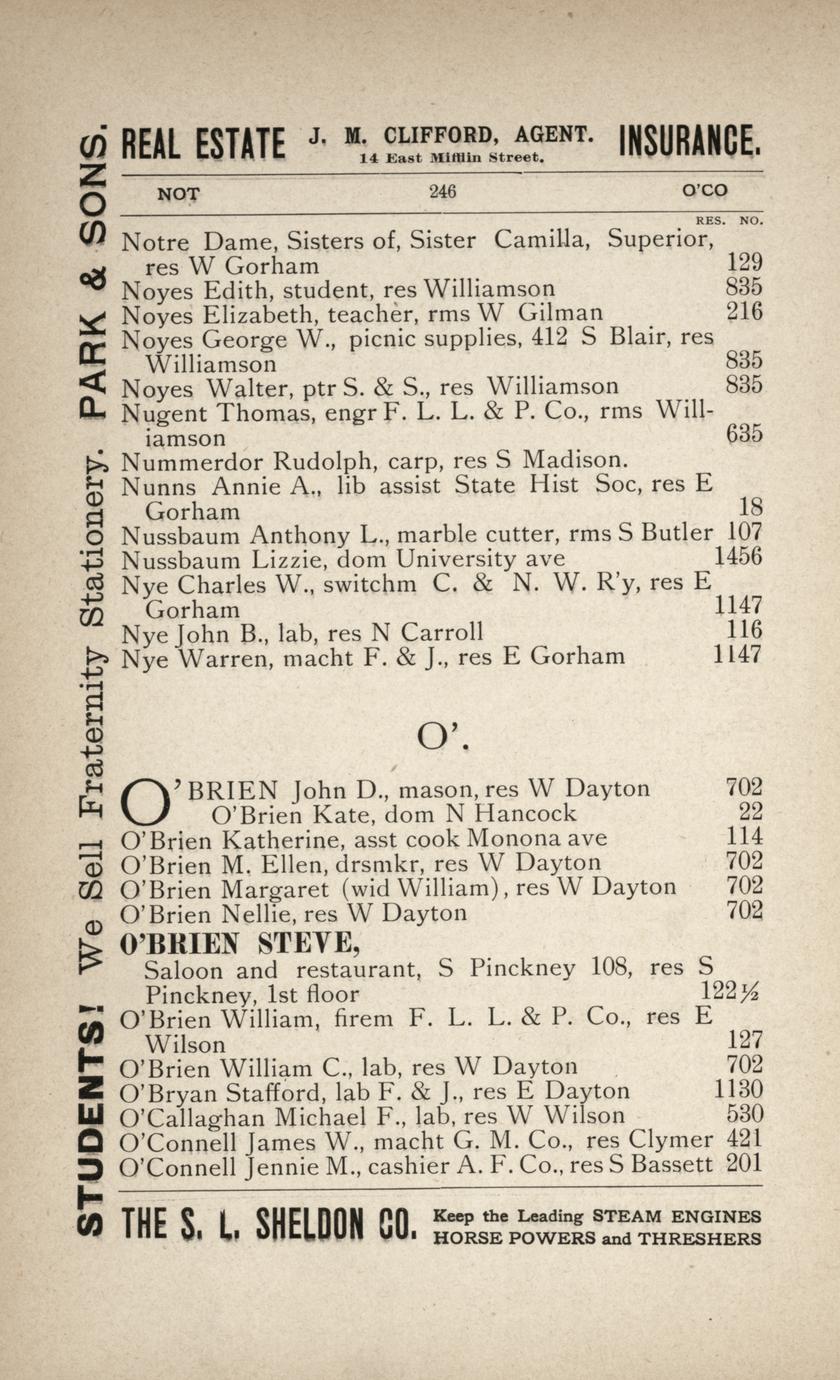 REAL ESTATE J. M. CLIFFORD, AGENT. INSURANCE.
14 East Mifflin Street.
NOT 246 O'CO
RES. NO.
Notre Dame, Sisters of, Sister Camilla, Superior,
res W Gorham 129
Noyes Edith, student, res Williamson 835
Noyes Elizabeth, teacher, rms W Gilman 216
Noyes George W., picnic supplies, 412 S Blair, res
Williamson 835
Noyes Walter, ptr S. & S., res Williamson 835
Nugent Thomas, engr F. L. L. & P. Co., rms Will-
iamson 635
Nummerdor Rudolph, carp, res S Madison.
Nunns Annie A., lib assist State Hist Soc, res E
Gorham 18
Nussbaum Anthony L., marble cutter, rms S Butler 107
Nussbaum Lizzie, dom University ave 1456
Nye Charles W., switchm C. & N. W. R'y, res E
Gorham 1147
Nye John B., lab, res N Carroll 116
Nye Warren, macht F. & J., res E Gorham 1147
O'.
O'BRIEN John D., mason, res W Dayton 702
O'Brien Kate, dom N Hancock 22
O'Brien Katherine, asst cook Monona ave 114
O'Brien M. Ellen, drsmkr, res W Dayton 702
O'Brien Margaret (wid William), res W Dayton 702
O'Brien Nellie, res W Dayton 702
O'BRIEN STEVE,
Saloon and restaurant, S Pinckney 108, res S
Pinckney, 1st floor 122½
O'Brien William, firem F. L. L. & P. Co., res E
Wilson 127
O'Brien William C., lab, res W Dayton 702
O'Bryan Stafford, lab F. & J., res E Dayton 1130
O'Callaghan Michael F., lab, res W Wilson 530
O'Connell James W., macht G. M. Co., res Clymer 421
O'Connell Jennie M., cashier A. F. Co., res S Bassett 201
THE S. L. SHELDON CO. Keep the Leading STEAM ENGINES
HORSE POWERS and THRESHERS
STUDENTS! We Sell Fraternity Stationery. PARK & SONS.